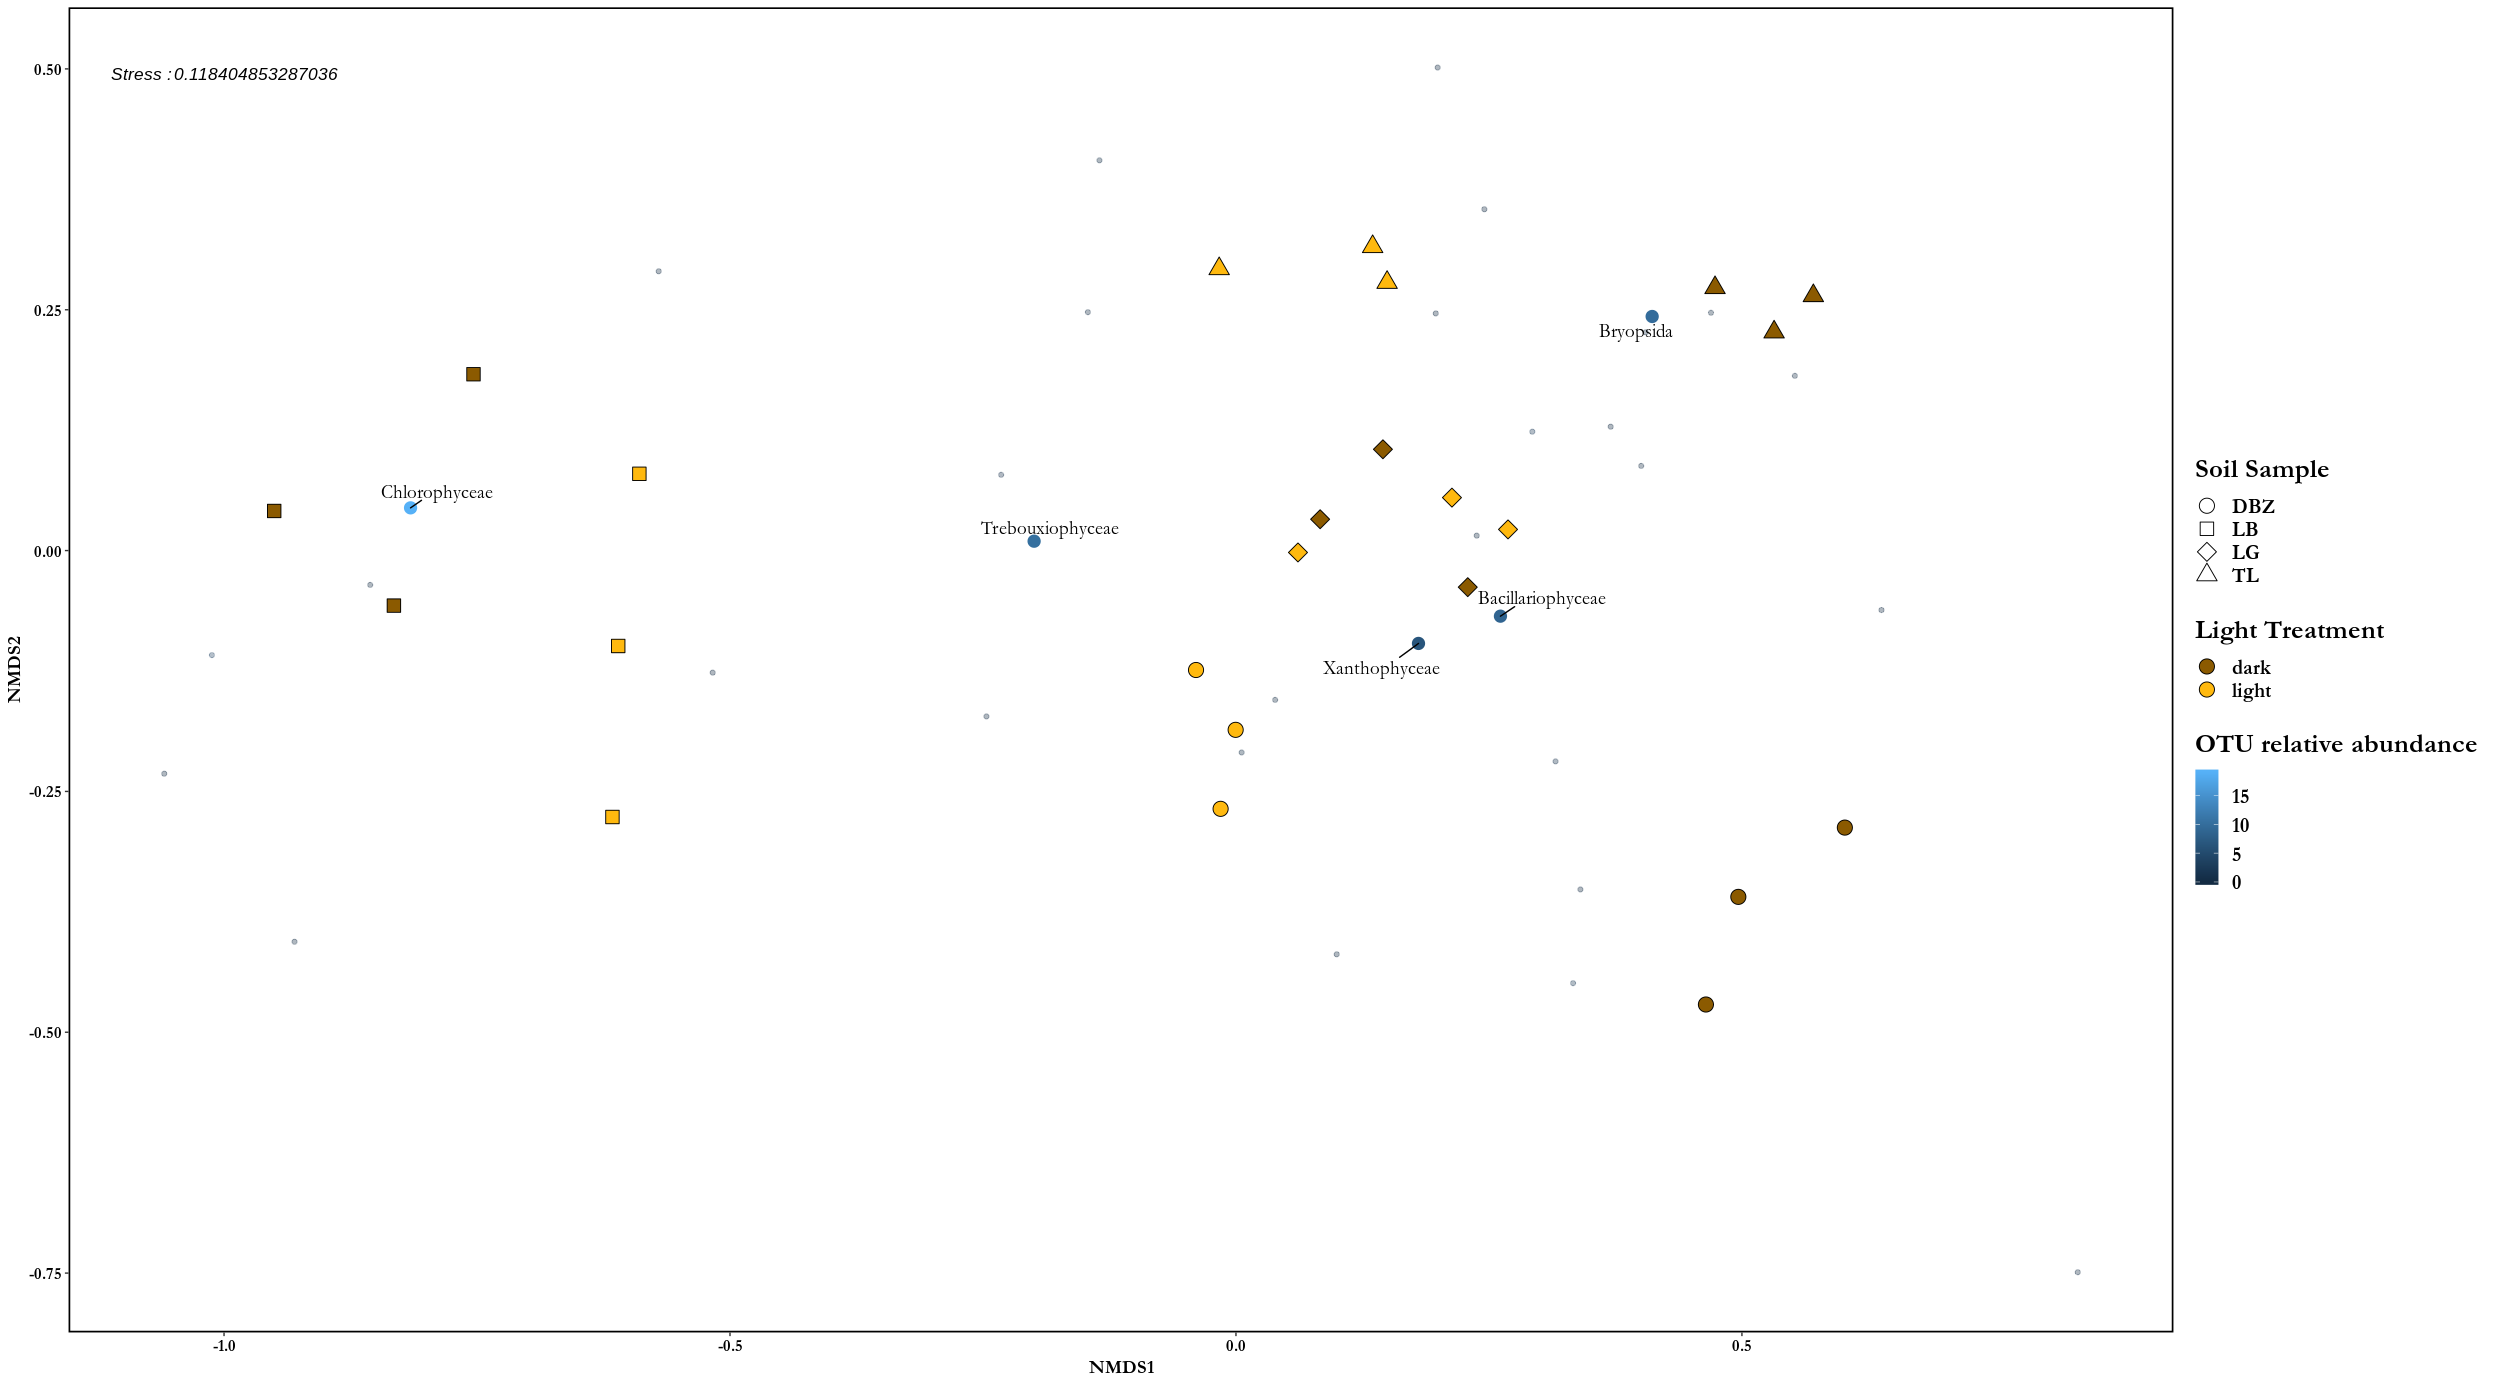 Stress : 0.118404853287036
0.50
0.25
0.00
-0.25
-0.50
-0.75
NMDS2
Bryopsida
Chlorophyceae
Trebouxiophyceae
Bacillariophyceae
Xanthophyceae
-1.0
-0.5
0.0
0.5
NMDS1
Soil Sample
DBZ
LB
LG
TL
Light Treatment
dark
light
OTU relative abundance
15
10
5
0